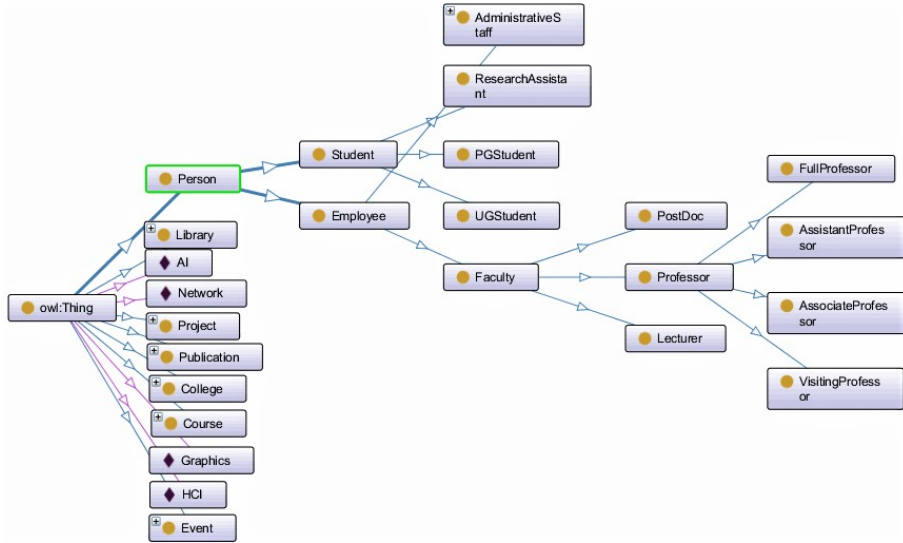 AdministrativeS
taff
ResearchAssista
nt
Student
PGStudent
Person
FullProfessor
Employee
UGStudent
PostDoc
Library
AssistantProfes
sor
AI
Faculty
Professor
Network
owl:Thing
AssociateProfes
sor
Project
Lecturer
Publication
College
VisitingProfess
or
Course
Graphics
HCI
Event